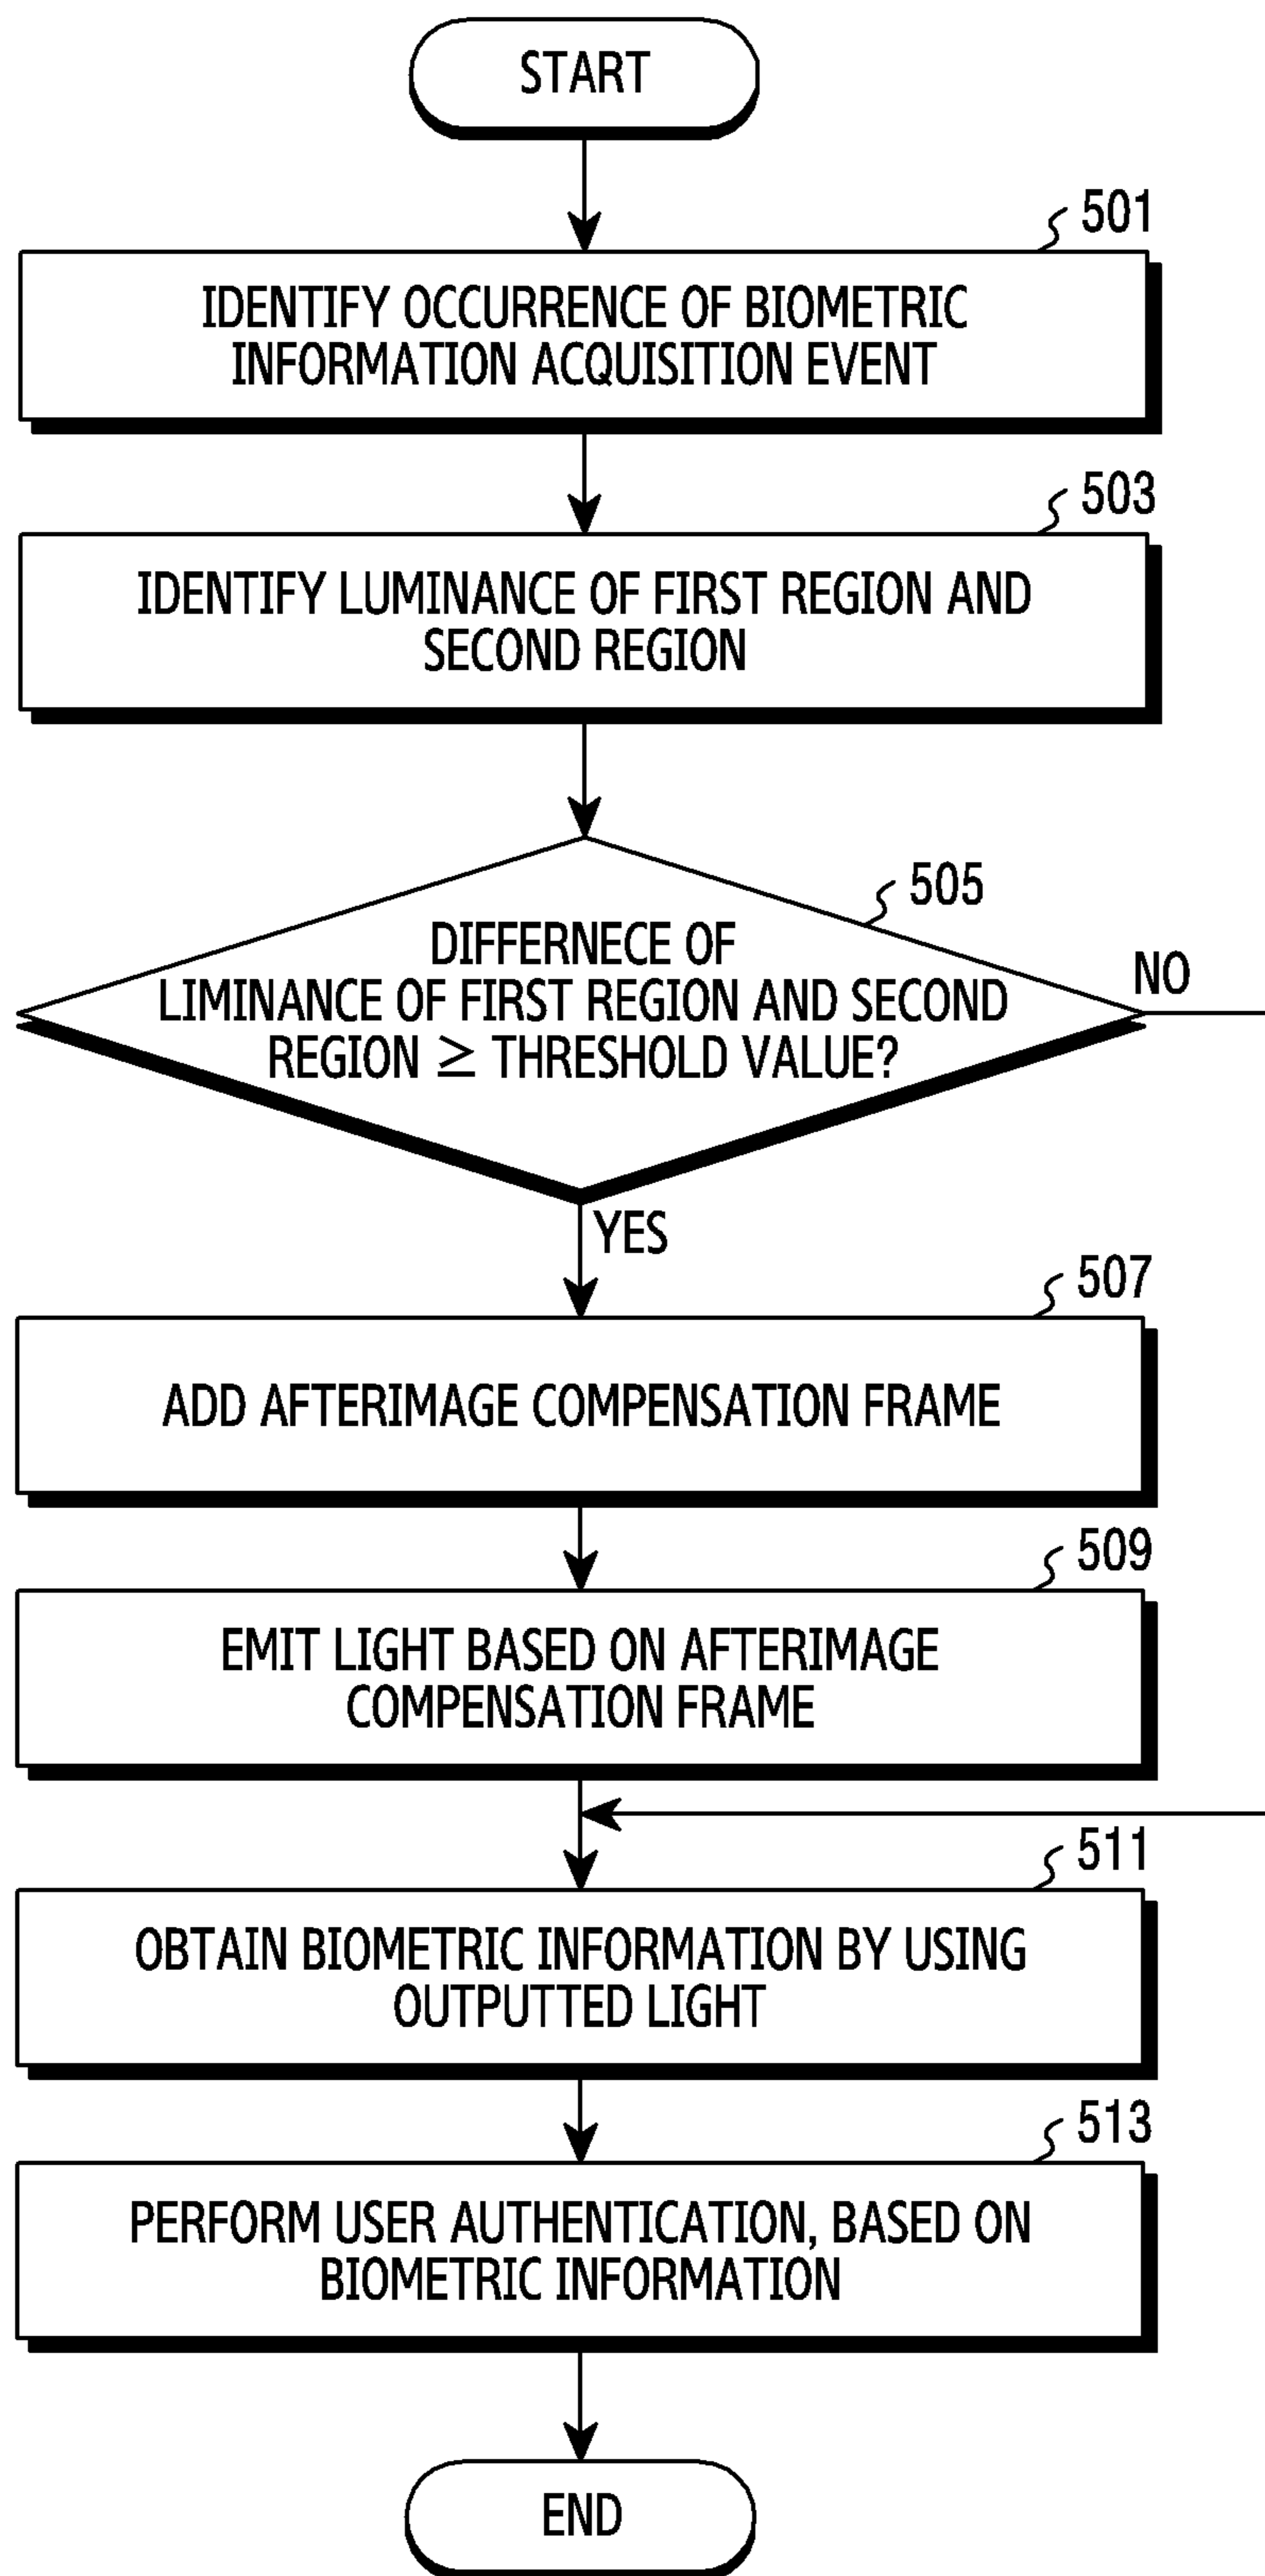 START
501
IDENTIFY OCCURRENCE OF BIOMETRIC
INFORMATION ACQUISITION EVENT
503
IDENTIFY LUMINANCE OF FIRST REGION AND
SECOND REGION
505
DIFFERNECE OF
LIMINANCE OF FIRST REGION AND SECOND
REGION ≥ THRESHOLD VALUE?
NO
YES
507
ADD AFTERIMAGE COMPENSATION FRAME
509
EMIT LIGHT BASED ON AFTERIMAGE
COMPENSATION FRAME
511
OBTAIN BIOMETRIC INFORMATION BY USING
OUTPUTTED LIGHT
513
PERFORM USER AUTHENTICATION, BASED ON
BIOMETRIC INFORMATION
END